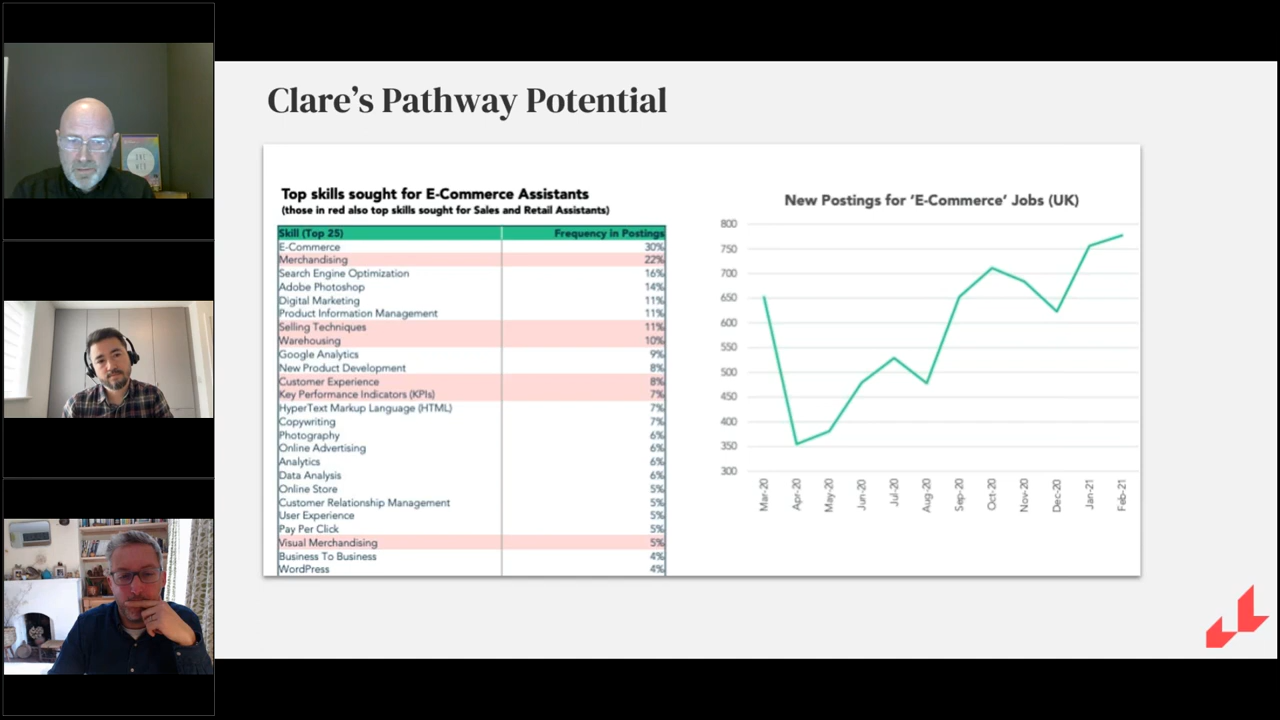 Clare's Pathway Potential
Top skills sought for E-Commerce Assistants
(those in red also top skills sought for Sales and Retail Assistants)
Skill (Top 25) Frequency in Postings
E-Commerce 30%
Merchandising 22%
Search Engine Optimization 16%
Adobe Photoshop 14%
Digital Marketing 11%
Product Information Management 11%
Selling Techniques 11%
Warehousing 10%
Google Analytics 9%
New Product Development 8%
Customer Experience 8%
Key Performance Indicators (KPIs) 7%
HyperText Markup Language (HTML) 7%
Copywriting 7%
Photography 6%
Online Advertising 6%
Analytics 6%
Data Analysis 6%
Online Store 5%
Customer Relationship Management 5%
User Experience 5%
Pay Per Click 5%
Visual Merchandising 5%
Business To Business 4%
WordPress 4%
New Postings for 'E-Commerce' Jobs (UK)
800
750
700
650
600
550
500
450
400
350
300
Mar-20 Apr-20 May-20 Jun-20 Jul-20 Aug-20 Sep-20 Oct-20 Nov-20 Dec-20 Jan-21 Feb-21